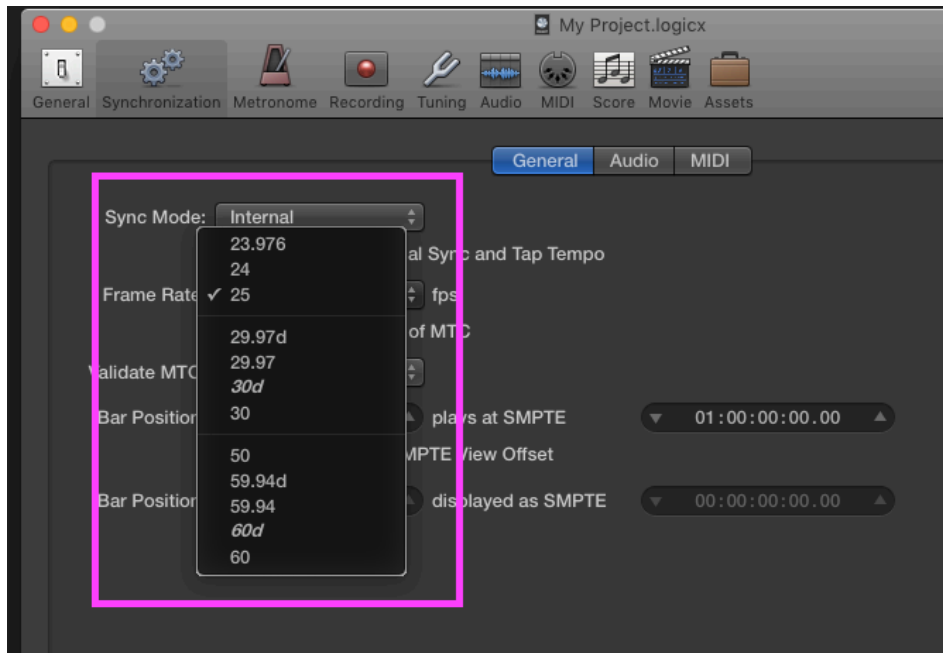 My Project.logicx
General Synchronization Metronome Recording Tuning Audio MIDI Score Movie Assets
General Audio MIDI
Sync Mode: Internal
23.976
al Sync and Tap Tempo
24
Frame Rate ✓ 25 fps
29.97d
of MTC
29.97
Validate MTC
30d
30
Bar Position plays at SMPTE 01:00:00:00.00
50
MPTE View Offset
59.94d
59.94
Bar Position displayed as SMPTE 00:00:00:00.00
60d
60